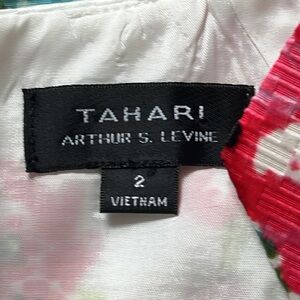 TAHARI
ARTHUR S. LEVINE
2
VIETNAM